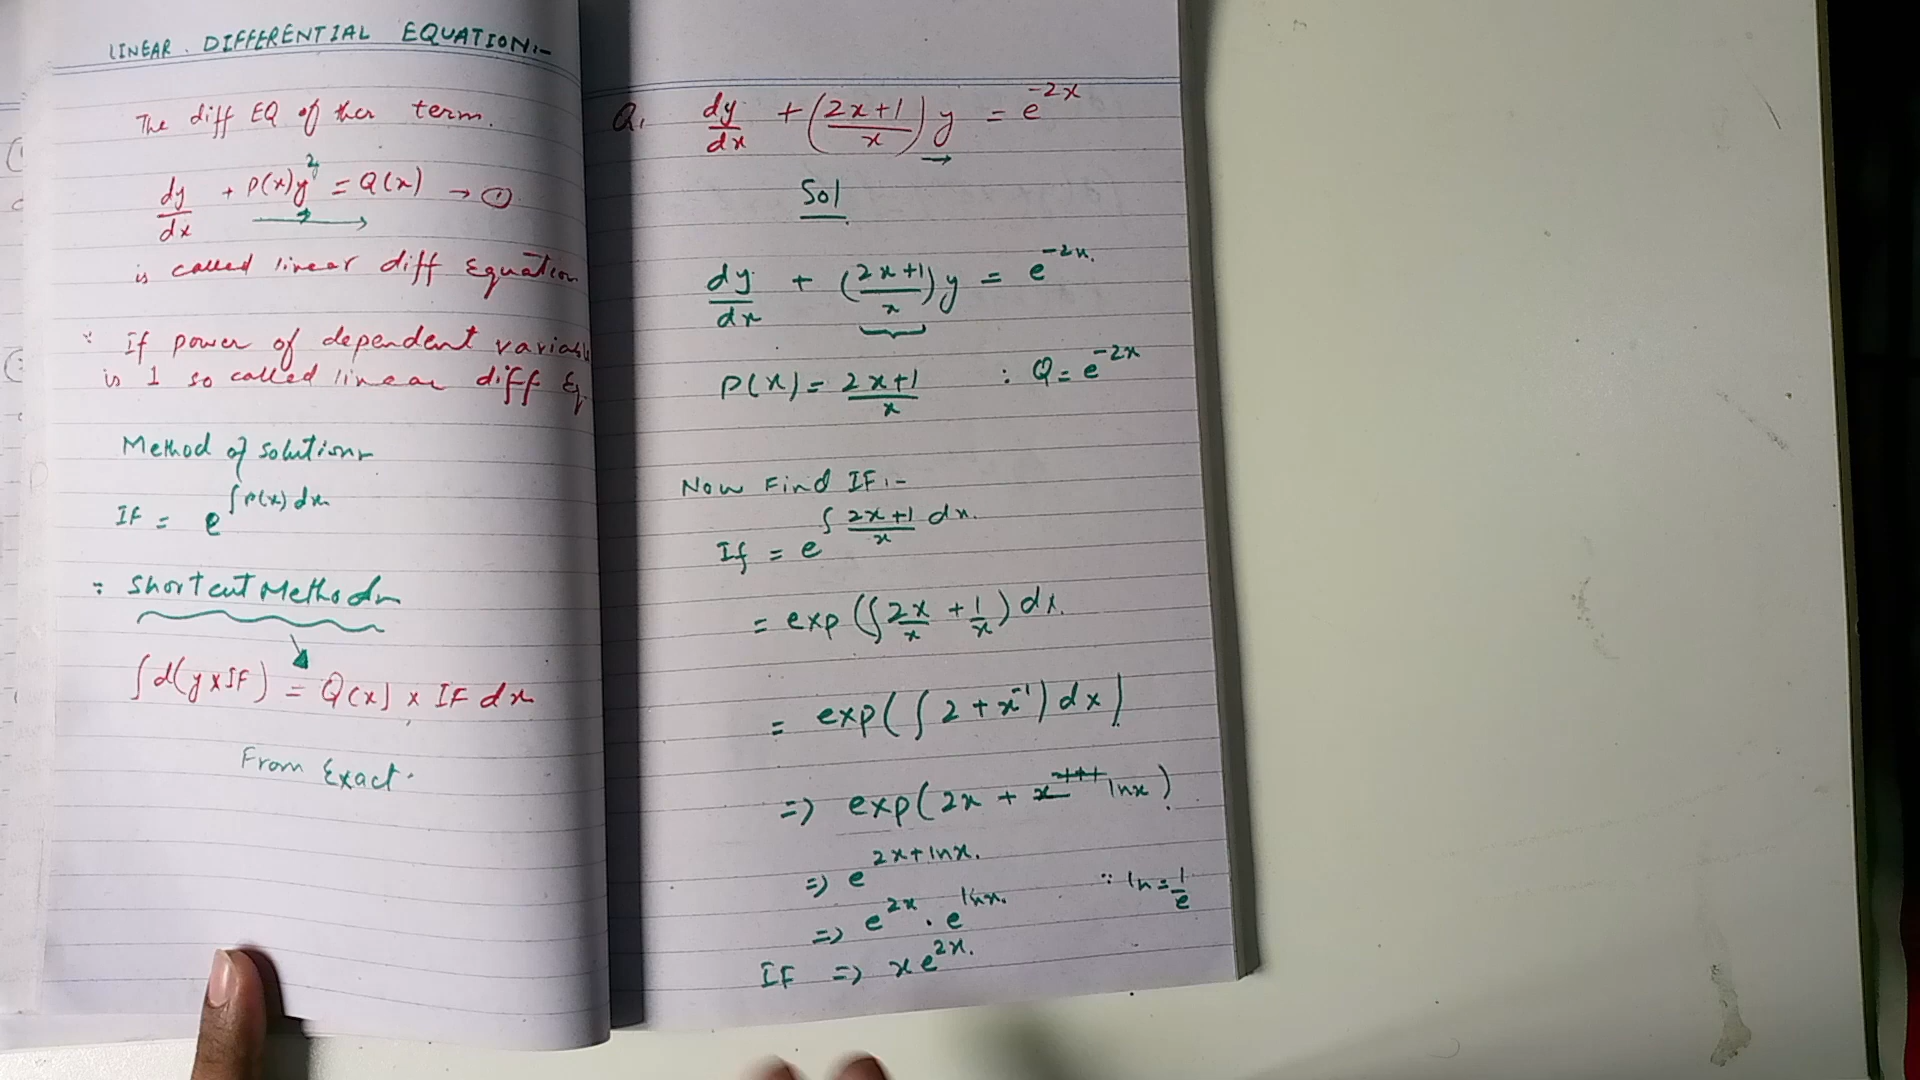 LINEAR. DIFFERENTIAL EQUATION:-
The diff EQ of ther term.
dy/dx + P(x)y² = Q(x) → ①
is called linear diff Equation
∵ If power of dependent variable
is 1 so called linear diff Eq
Method of solution:-
IF = e^∫P(x) dx
∵ Shortcut Method:-
∫d(y×IF) = Q(x) × IF dx
From Exact.
Q. dy/dx + (2x+1/x) y = e^-2x
Sol
dy/dx + (2x+1/x) y = e^-2x.
P(x) = 2x+1/x : Q = e^-2x
Now Find IF:-
If = e^∫ 2x+1/x dx.
= exp (∫2x/x + 1/x) dx.
= exp( ∫ 2 + x^-1) dx)
=> exp(2x + lnx)
=> e^2x+lnx.
=> e^2x . e^lnx. ∵ ln = 1/e
IF => xe^2x.